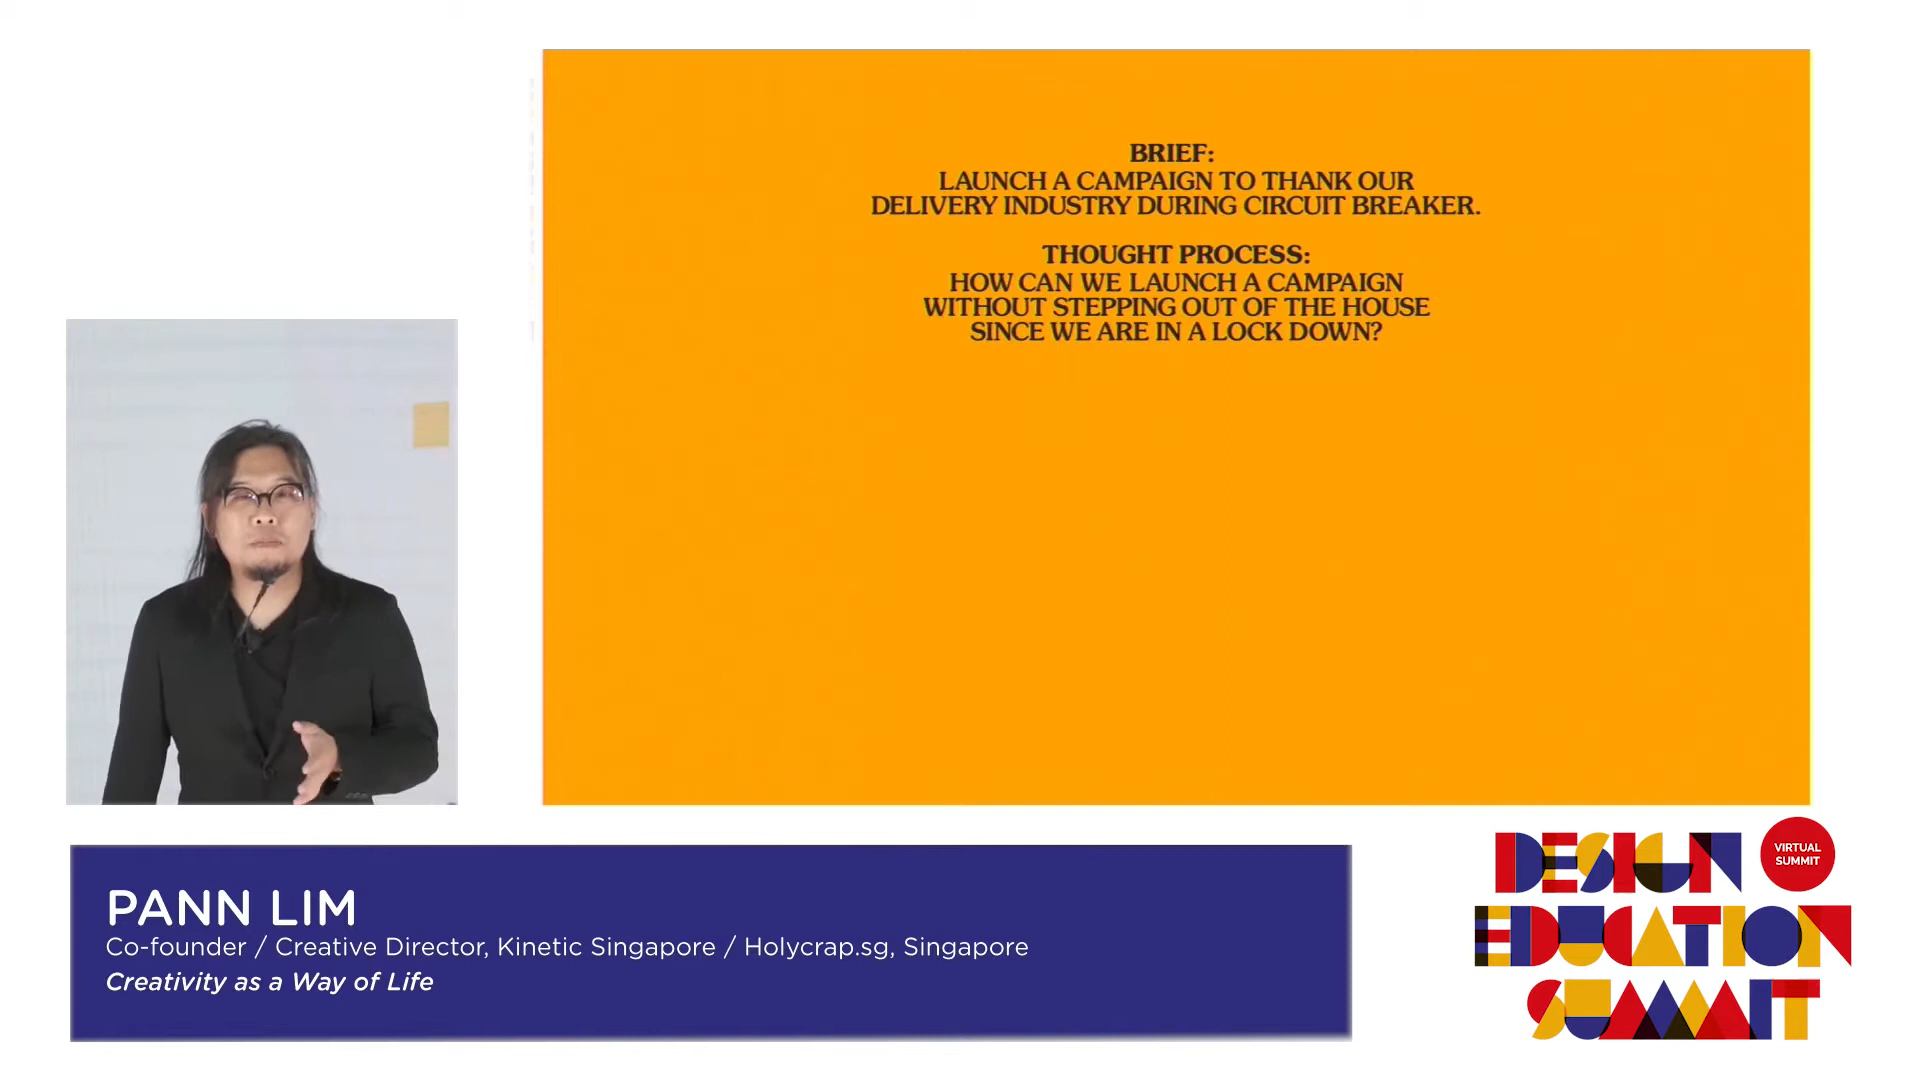 BRIEF:
LAUNCH A CAMPAIGN TO THANK OUR
DELIVERY INDUSTRY DURING CIRCUIT BREAKER.
THOUGHT PROCESS:
HOW CAN WE LAUNCH A CAMPAIGN
WITHOUT STEPPING OUT OF THE HOUSE
SINCE WE ARE IN A LOCK DOWN?
PANN LIM
Co-founder / Creative Director, Kinetic Singapore / Holycrap.sg, Singapore
Creativity as a Way of Life
DESIGN
EDUCATION
SUMMIT
VIRTUAL
SUMMIT